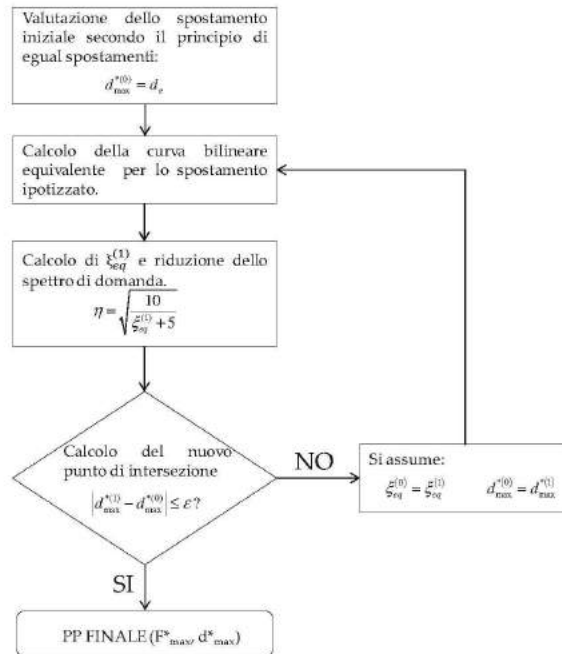 Valutazione dello spostamento
iniziale secondo il principio di
egual spostamenti:
d*(0)max = de
Calcolo della curva bilineare
equivalente per lo spostamento
ipotizzato.
Calcolo di ξ(1)eq e riduzione dello
spettro di domanda.
η = √(10 / (ξ(1)eq + 5))
Calcolo del nuovo
punto di intersezione
|d*(1)max − d*(0)max| ≤ ε?
NO
Si assume:
ξ(0)eq = ξ(1)eq d*(0)max = d*(1)max
SI
PP FINALE (F*max, d*max)